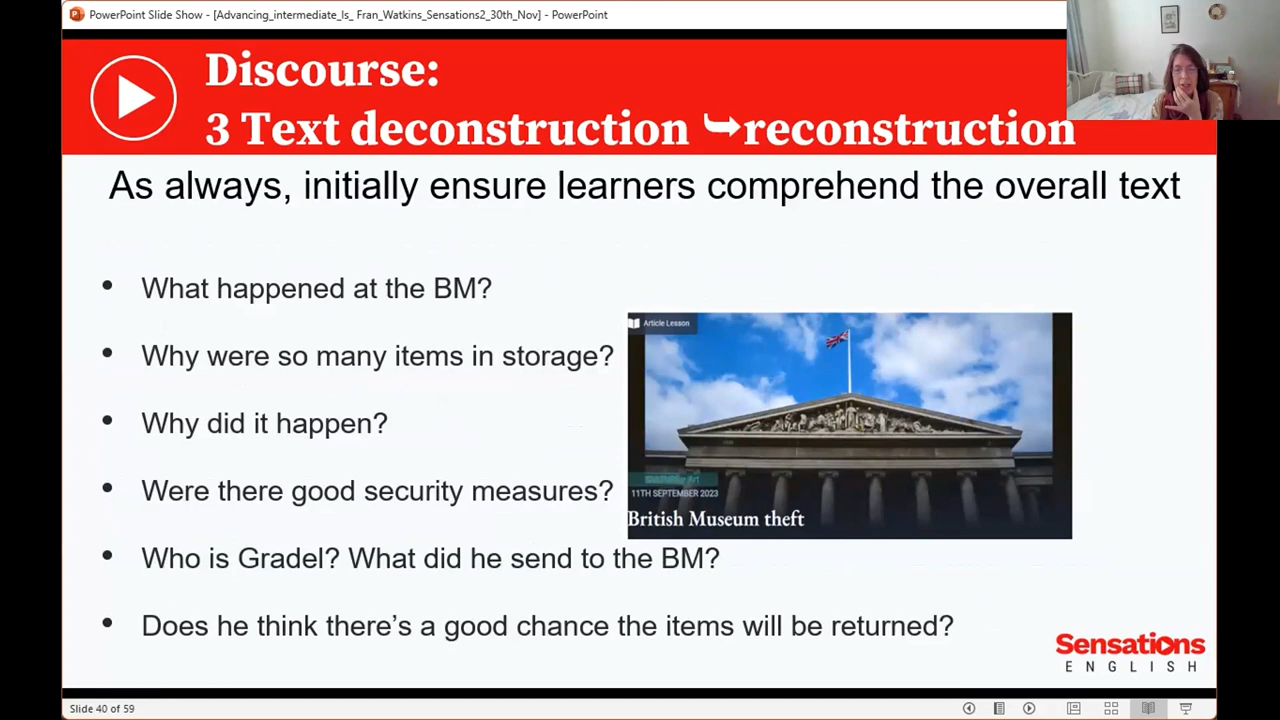 PowerPoint Slide Show - [Advancing_intermediate_ls_ Fran_Watkins_Sensations2_30th_Nov] - PowerPoint
Discourse:
3 Text deconstruction ⤷reconstruction
As always, initially ensure learners comprehend the overall text
• What happened at the BM?
• Why were so many items in storage?
• Why did it happen?
• Were there good security measures?
• Who is Gradel? What did he send to the BM?
• Does he think there’s a good chance the items will be returned?
Article Lesson
11TH SEPTEMBER 2023
British Museum theft
Sensations
ENGLISH
Slide 40 of 59